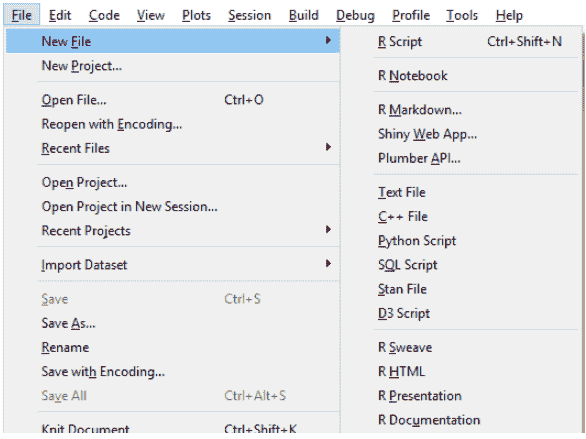 File Edit Code View Plots Session Build Debug Profile Tools Help
New File
New Project...
Open File... Ctrl+O
Reopen with Encoding...
Recent Files
Open Project...
Open Project in New Session...
Recent Projects
Import Dataset
Save Ctrl+S
Save As...
Rename
Save with Encoding...
Save All Ctrl+Alt+S
Knit Document Ctrl+Shift+K
R Script Ctrl+Shift+N
R Notebook
R Markdown...
Shiny Web App...
Plumber API...
Text File
C++ File
Python Script
SQL Script
Stan File
D3 Script
R Sweave
R HTML
R Presentation
R Documentation